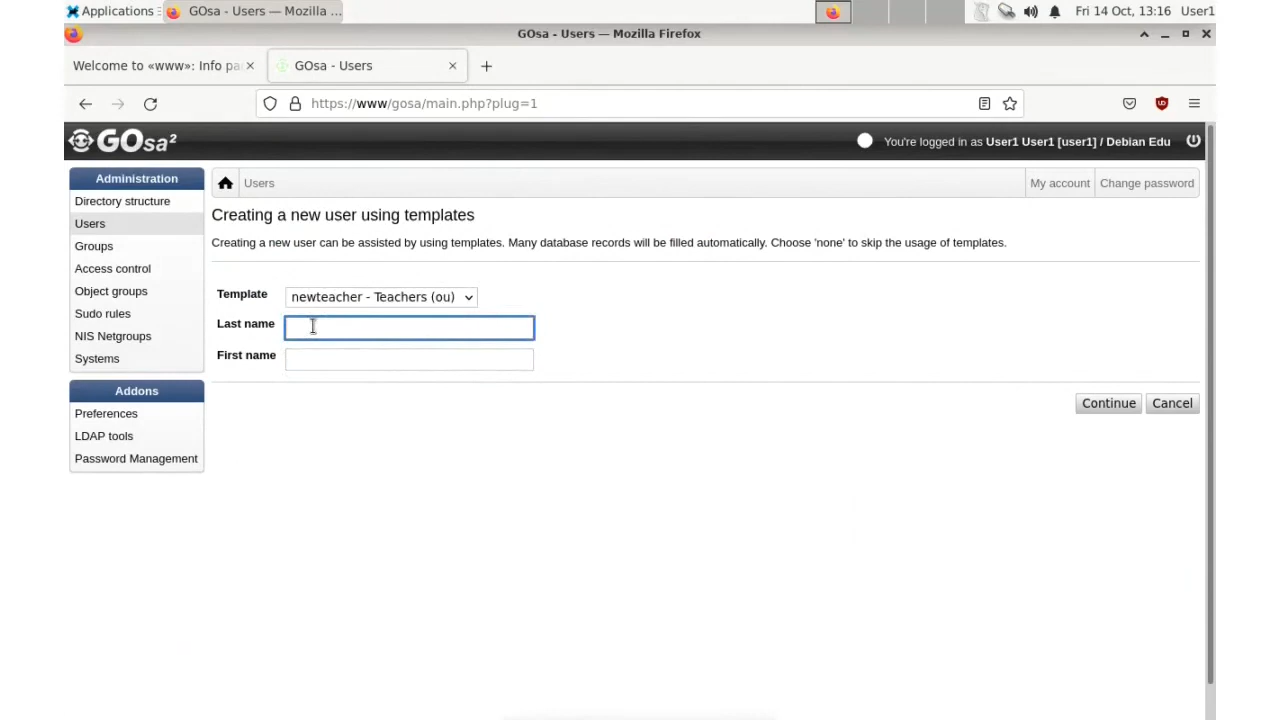 Applications
GOsa - Users — Mozilla ...
Fri 14 Oct, 13:16 User1
GOsa - Users — Mozilla Firefox
Welcome to «www»: Info pa
GOsa - Users
https://www/gosa/main.php?plug=1
GOsa²
You're logged in as User1 User1 [user1] / Debian Edu
Administration
Directory structure
Users
Groups
Access control
Object groups
Sudo rules
NIS Netgroups
Systems
Addons
Preferences
LDAP tools
Password Management
Users
My account
Change password
Creating a new user using templates
Creating a new user can be assisted by using templates. Many database records will be filled automatically. Choose 'none' to skip the usage of templates.
Template
newteacher - Teachers (ou)
Last name
First name
Continue
Cancel